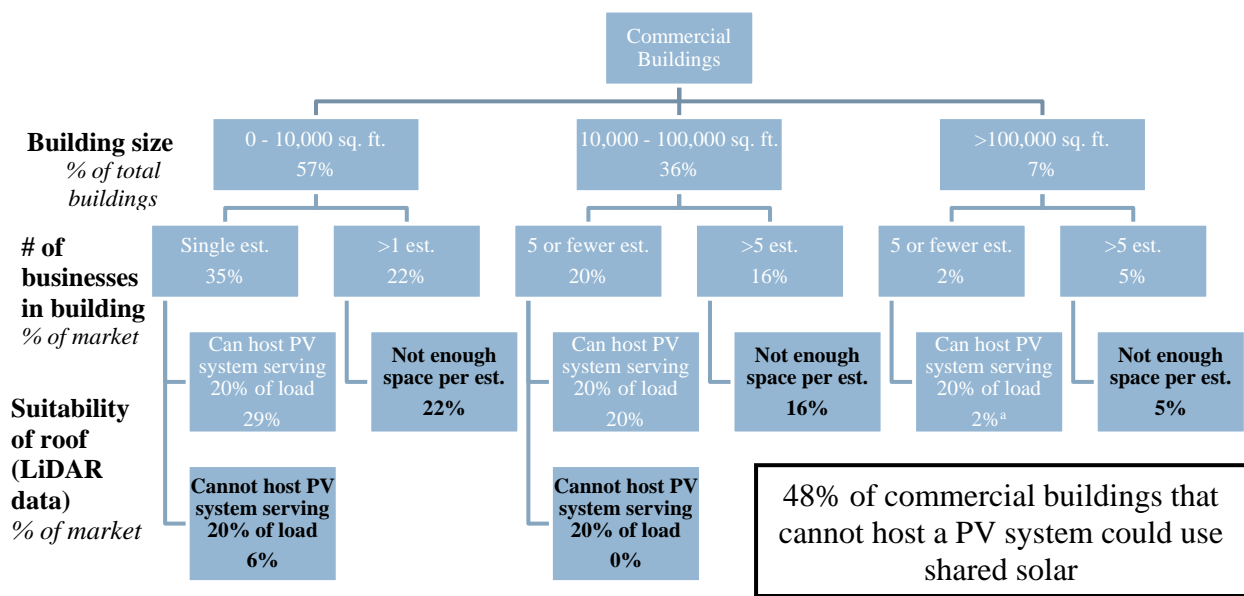 Commercial
Buildings
Building size
% of total
buildings
0 - 10,000 sq. ft.
57%
10,000 - 100,000 sq. ft.
36%
>100,000 sq. ft.
7%
# of
businesses
in building
% of market
Single est.
35%
>1 est.
22%
5 or fewer est.
20%
>5 est.
16%
5 or fewer est.
2%
>5 est.
5%
Suitability
of roof
(LiDAR
data)
% of market
Can host PV
system serving
20% of load
29%
Not enough
space per est.
22%
Can host PV
system serving
20% of load
20%
Not enough
space per est.
16%
Can host PV
system serving
20% of load
2%ᵃ
Not enough
space per est.
5%
Cannot host PV
system serving
20% of load
6%
Cannot host PV
system serving
20% of load
0%
48% of commercial buildings that
cannot host a PV system could use
shared solar